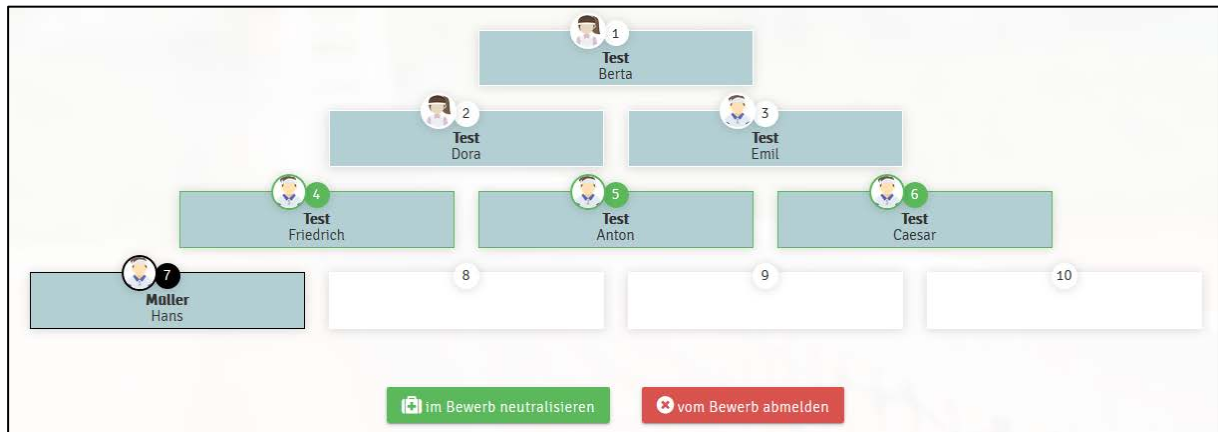 1
Test
Berta
2
Test
Dora
3
Test
Emil
4
Test
Friedrich
5
Test
Anton
6
Test
Caesar
7
Müller
Hans
8
9
10
im Bewerb neutralisieren
vom Bewerb abmelden